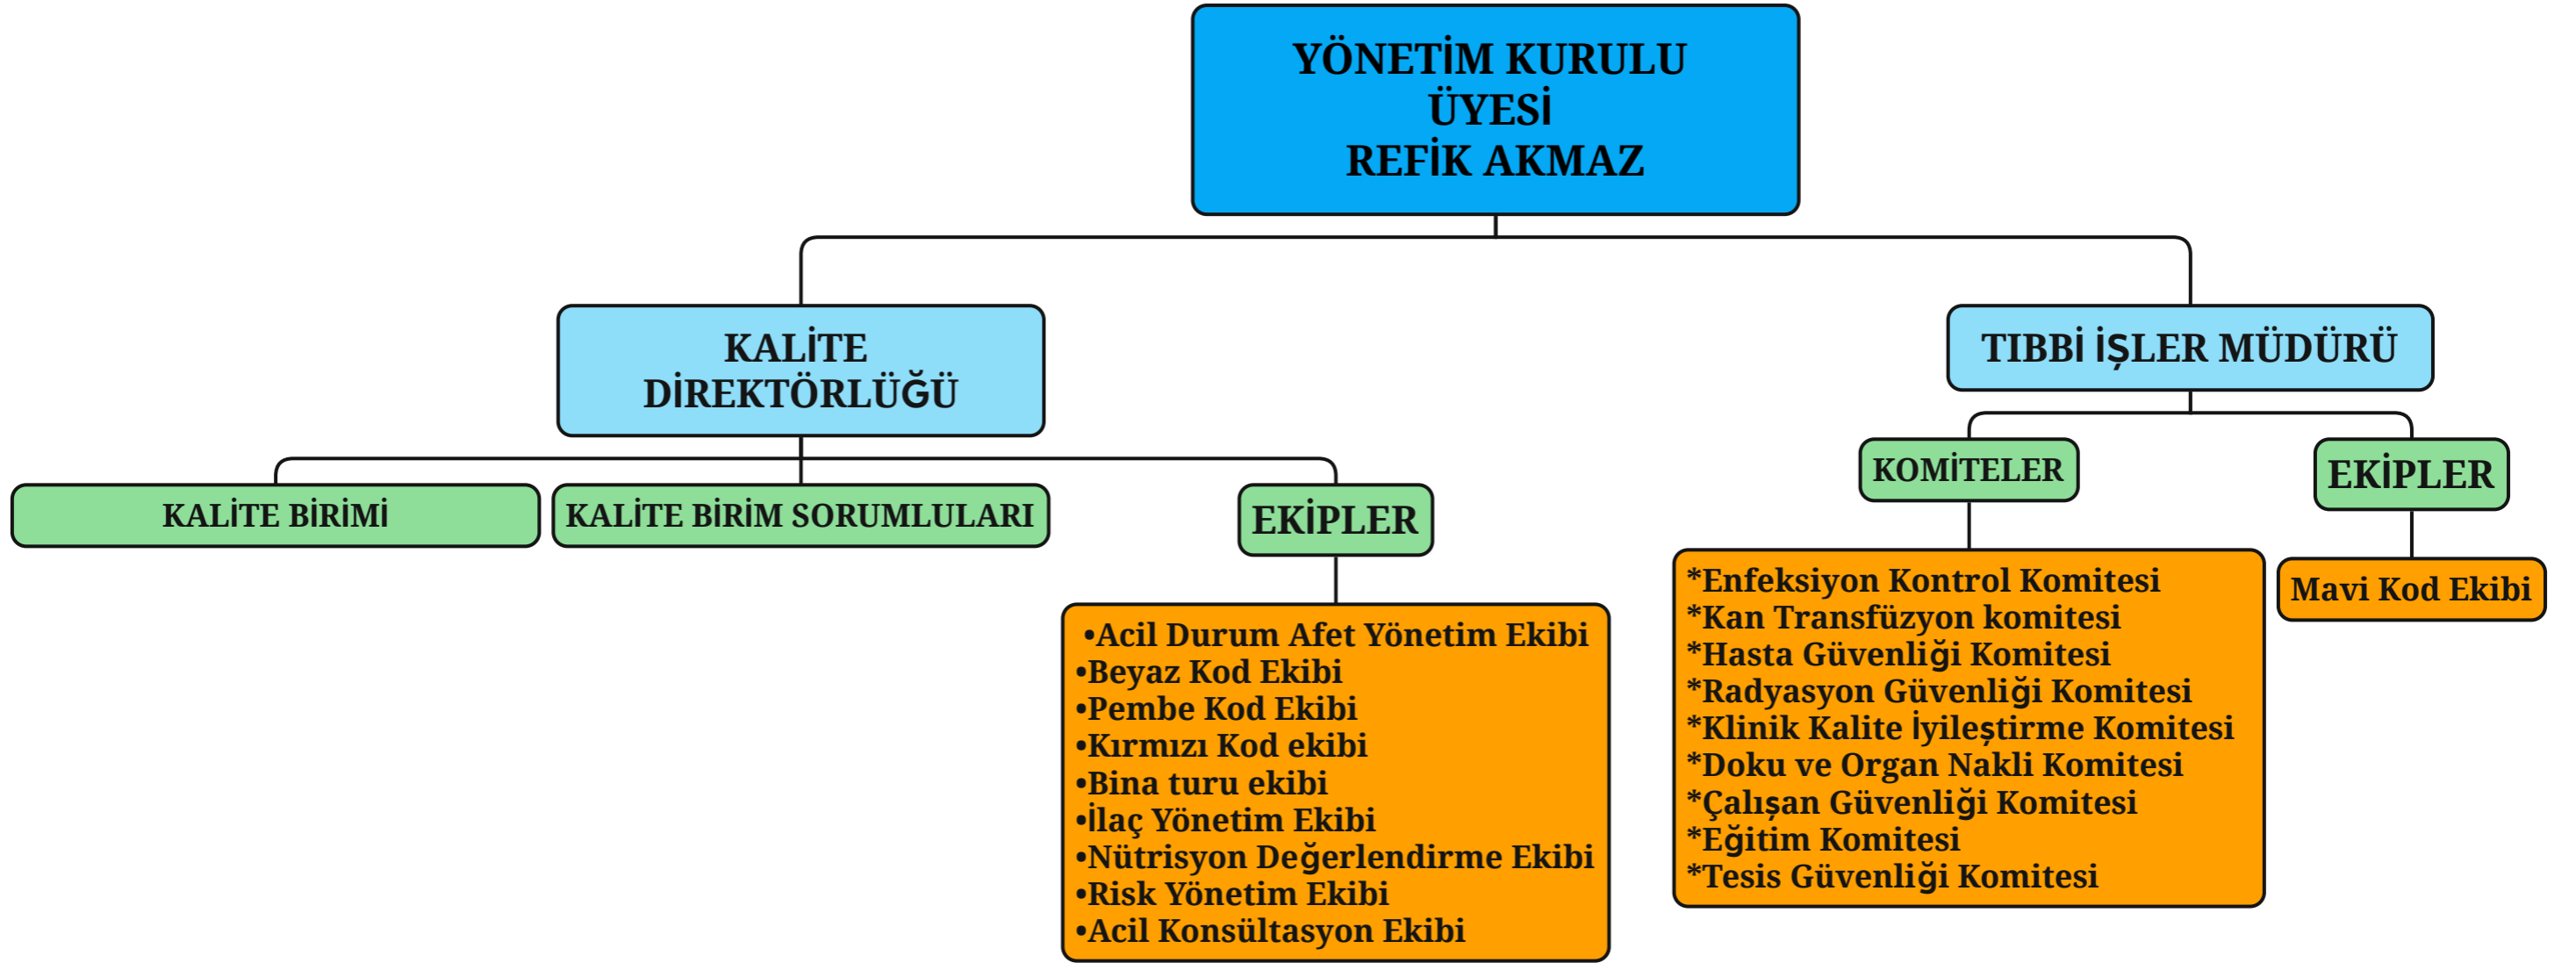 YÖNETİM KURULU
ÜYESİ
REFİK AKMAZ
KALİTE
DİREKTÖRLÜĞÜ
TIBBİ İŞLER MÜDÜRÜ
KALİTE BİRİMİ
KALİTE BİRİM SORUMLULARI
EKİPLER
KOMİTELER
EKİPLER
•Acil Durum Afet Yönetim Ekibi
•Beyaz Kod Ekibi
•Pembe Kod Ekibi
•Kırmızı Kod ekibi
•Bina turu ekibi
•İlaç Yönetim Ekibi
•Nütrisyon Değerlendirme Ekibi
•Risk Yönetim Ekibi
•Acil Konsültasyon Ekibi
*Enfeksiyon Kontrol Komitesi
*Kan Transfüzyon komitesi
*Hasta Güvenliği Komitesi
*Radyasyon Güvenliği Komitesi
*Klinik Kalite İyileştirme Komitesi
*Doku ve Organ Nakli Komitesi
*Çalışan Güvenliği Komitesi
*Eğitim Komitesi
*Tesis Güvenliği Komitesi
Mavi Kod Ekibi